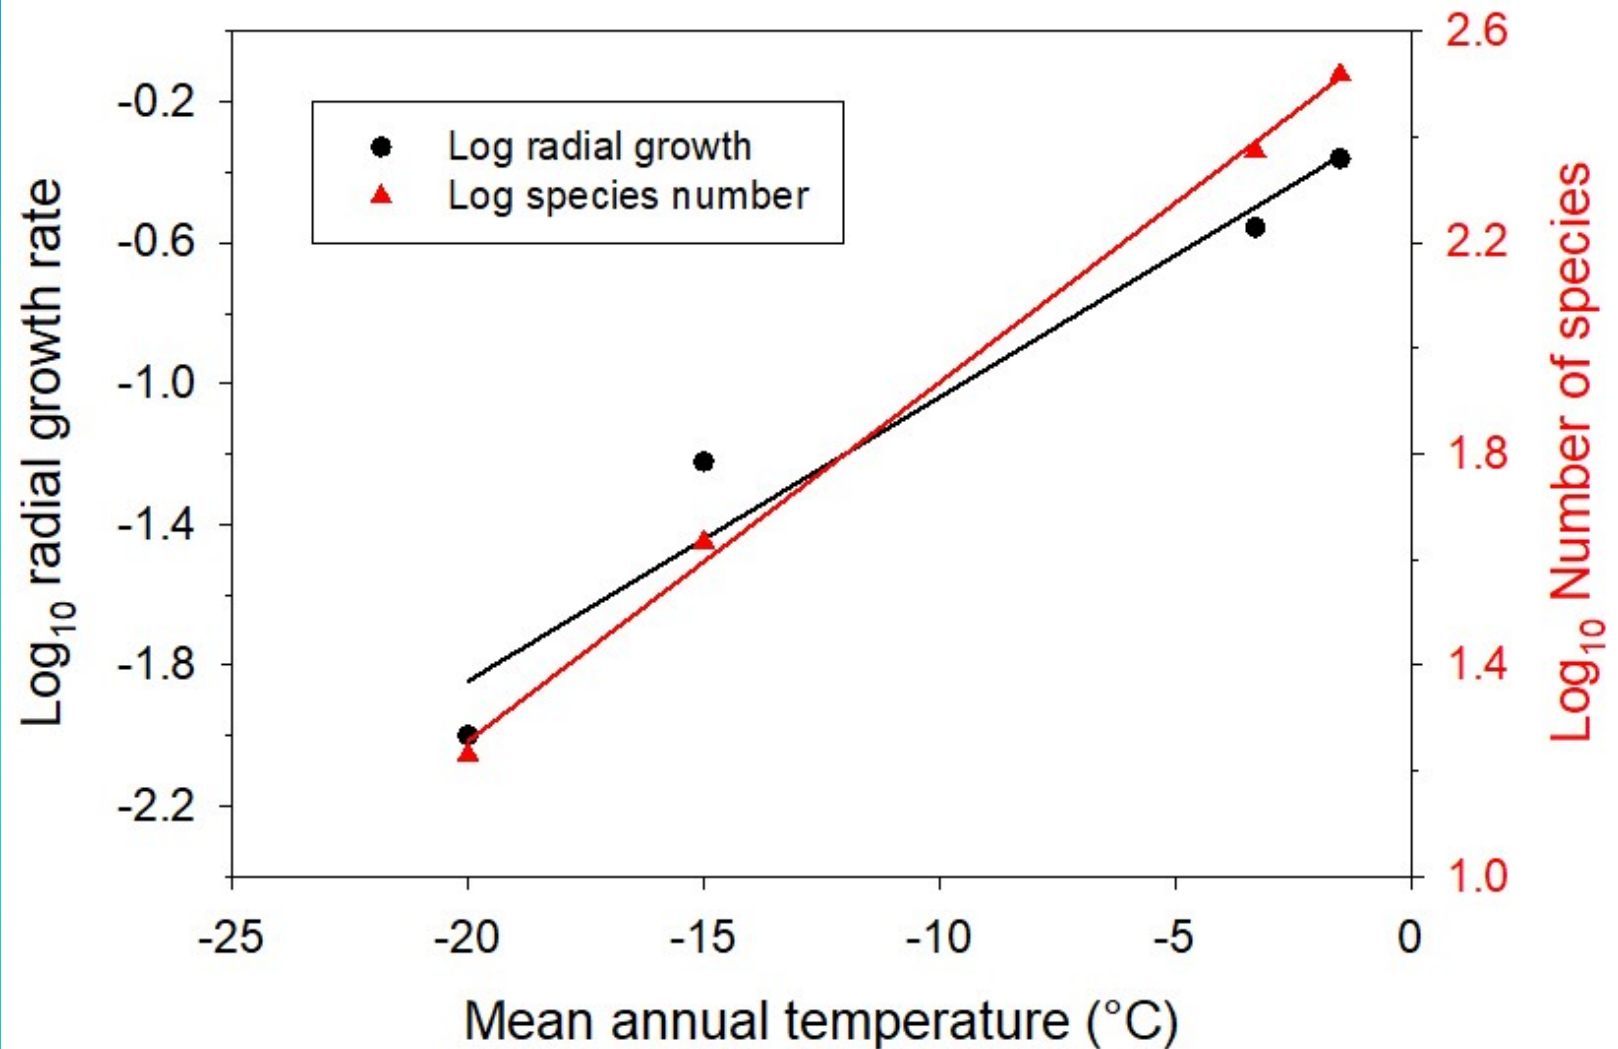 2.6
-0.2
Log radial growth
Log species number
-0.6
2.2
-1.0
1.8
-1.4
-1.8
1.4
-2.2
1.0
Log₁₀ radial growth rate
Log₁₀ Number of species
-25 -20 -15 -10 -5 0
Mean annual temperature (°C)